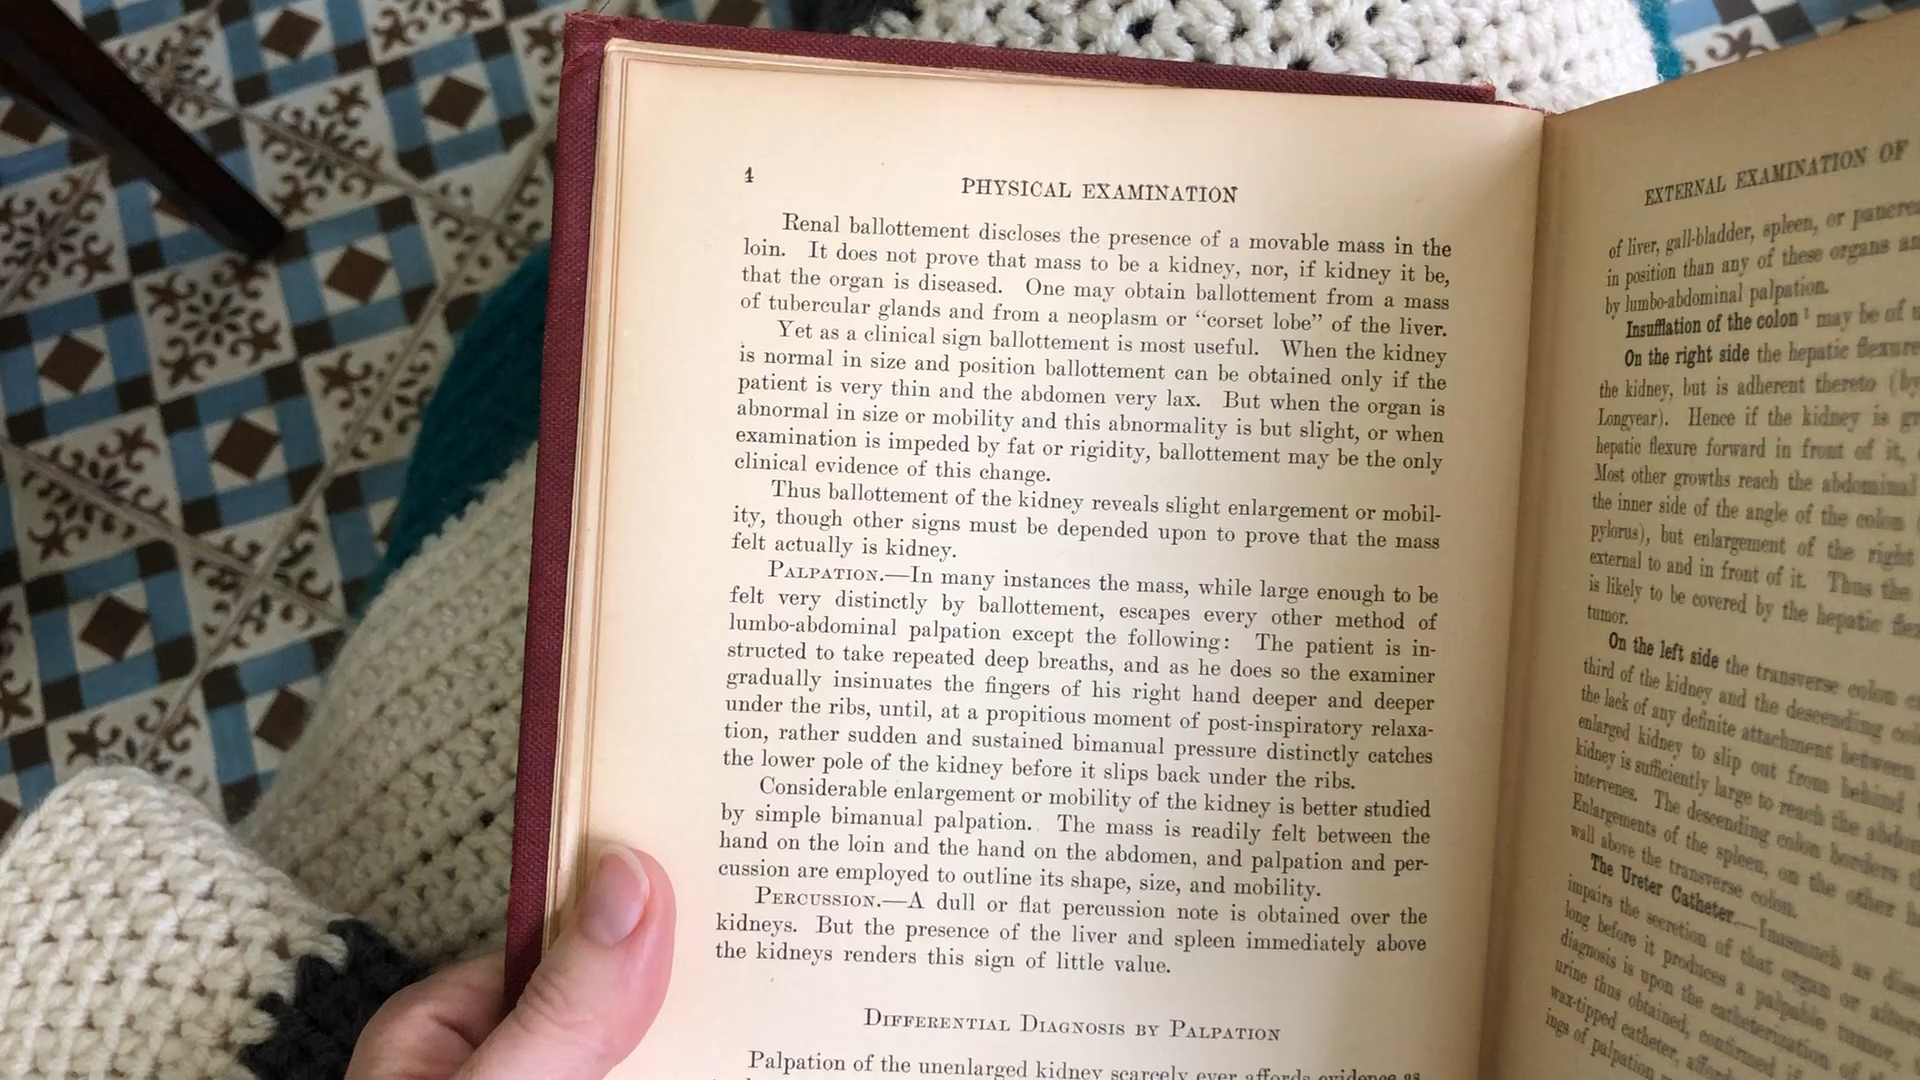 4
PHYSICAL EXAMINATION
Renal ballottement discloses the presence of a movable mass in the
loin. It does not prove that mass to be a kidney, nor, if kidney it be,
that the organ is diseased. One may obtain ballottement from a mass
of tubercular glands and from a neoplasm or “corset lobe” of the liver.
Yet as a clinical sign ballottement is most useful. When the kidney
is normal in size and position ballottement can be obtained only if the
patient is very thin and the abdomen very lax. But when the organ is
abnormal in size or mobility and this abnormality is but slight, or when
examination is impeded by fat or rigidity, ballottement may be the only
clinical evidence of this change.
Thus ballottement of the kidney reveals slight enlargement or mobil-
ity, though other signs must be depended upon to prove that the mass
felt actually is kidney.
PALPATION.—In many instances the mass, while large enough to be
felt very distinctly by ballottement, escapes every other method of
lumbo-abdominal palpation except the following: The patient is in-
structed to take repeated deep breaths, and as he does so the examiner
gradually insinuates the fingers of his right hand deeper and deeper
under the ribs, until, at a propitious moment of post-inspiratory relaxa-
tion, rather sudden and sustained bimanual pressure distinctly catches
the lower pole of the kidney before it slips back under the ribs.
Considerable enlargement or mobility of the kidney is better studied
by simple bimanual palpation. The mass is readily felt between the
hand on the loin and the hand on the abdomen, and palpation and per-
cussion are employed to outline its shape, size, and mobility.
PERCUSSION.—A dull or flat percussion note is obtained over the
kidneys. But the presence of the liver and spleen immediately above
the kidneys renders this sign of little value.
DIFFERENTIAL DIAGNOSIS BY PALPATION
Palpation of the unenlarged kidney scarcely ever affords evidence as
EXTERNAL EXAMINATION OF
of liver, gall-bladder, spleen, or
in position than any of these organs
by lumbo-abdominal palpation.
Insufflation of the colon ¹ may be of
On the right side the hepatic flexure
the kidney, but is adherent thereto
Longyear). Hence if the kidney is
hepatic flexure forward in front of it,
Most other growths reach the abdominal
the inner side of the angle of the colon
pylorus), but enlargement of the right
external to and in front of it. Thus the
is likely to be covered by the hepatic
tumor.
On the left side the transverse colon
third of the kidney and the descending
the lack of any definite attachment between
enlarged kidney to slip out from behind
kidney is sufficiently large to reach the
intervenes. The descending colon borders
Enlargements of the spleen, on the other
wall above the transverse colon.
The Ureter Catheter.—Inasmuch as
impairs the secretion of that organ or
long before it produces a palpable tumor,
diagnosis is upon the catheterization of
urine thus obtained, confirmed
wax-tipped catheter,
ings of palpation